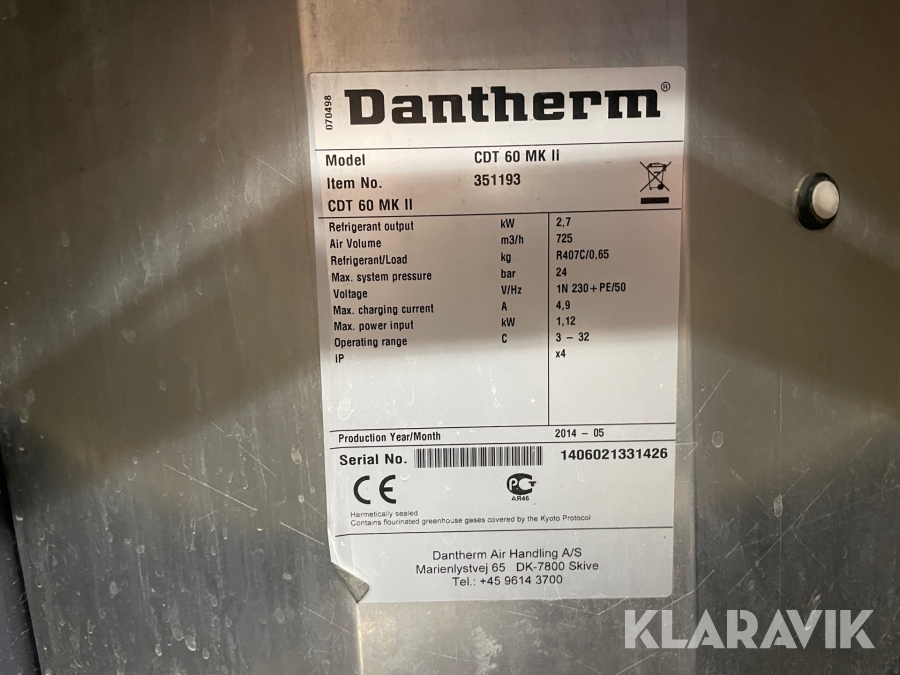 070498
Dantherm®
Model CDT 60 MK II
Item No. 351193
CDT 60 MK II
Refrigerant output kW 2,7
Air Volume m3/h 725
Refrigerant/Load kg R407C/0,65
Max. system pressure bar 24
Voltage V/Hz 1N 230+PE/50
Max. charging current A 4,9
Max. power input kW 1,12
Operating range C 3 – 32
IP x4
Production Year/Month 2014 – 05
Serial No. 1406021331426
CE
РСТ
АЯ46
Hermetically sealed
Contains flourinated greenhouse gases covered by the Kyoto Protocol
Dantherm Air Handling A/S
Marienlystvej 65 DK-7800 Skive
Tel.: +45 9614 3700
KLARAVIK